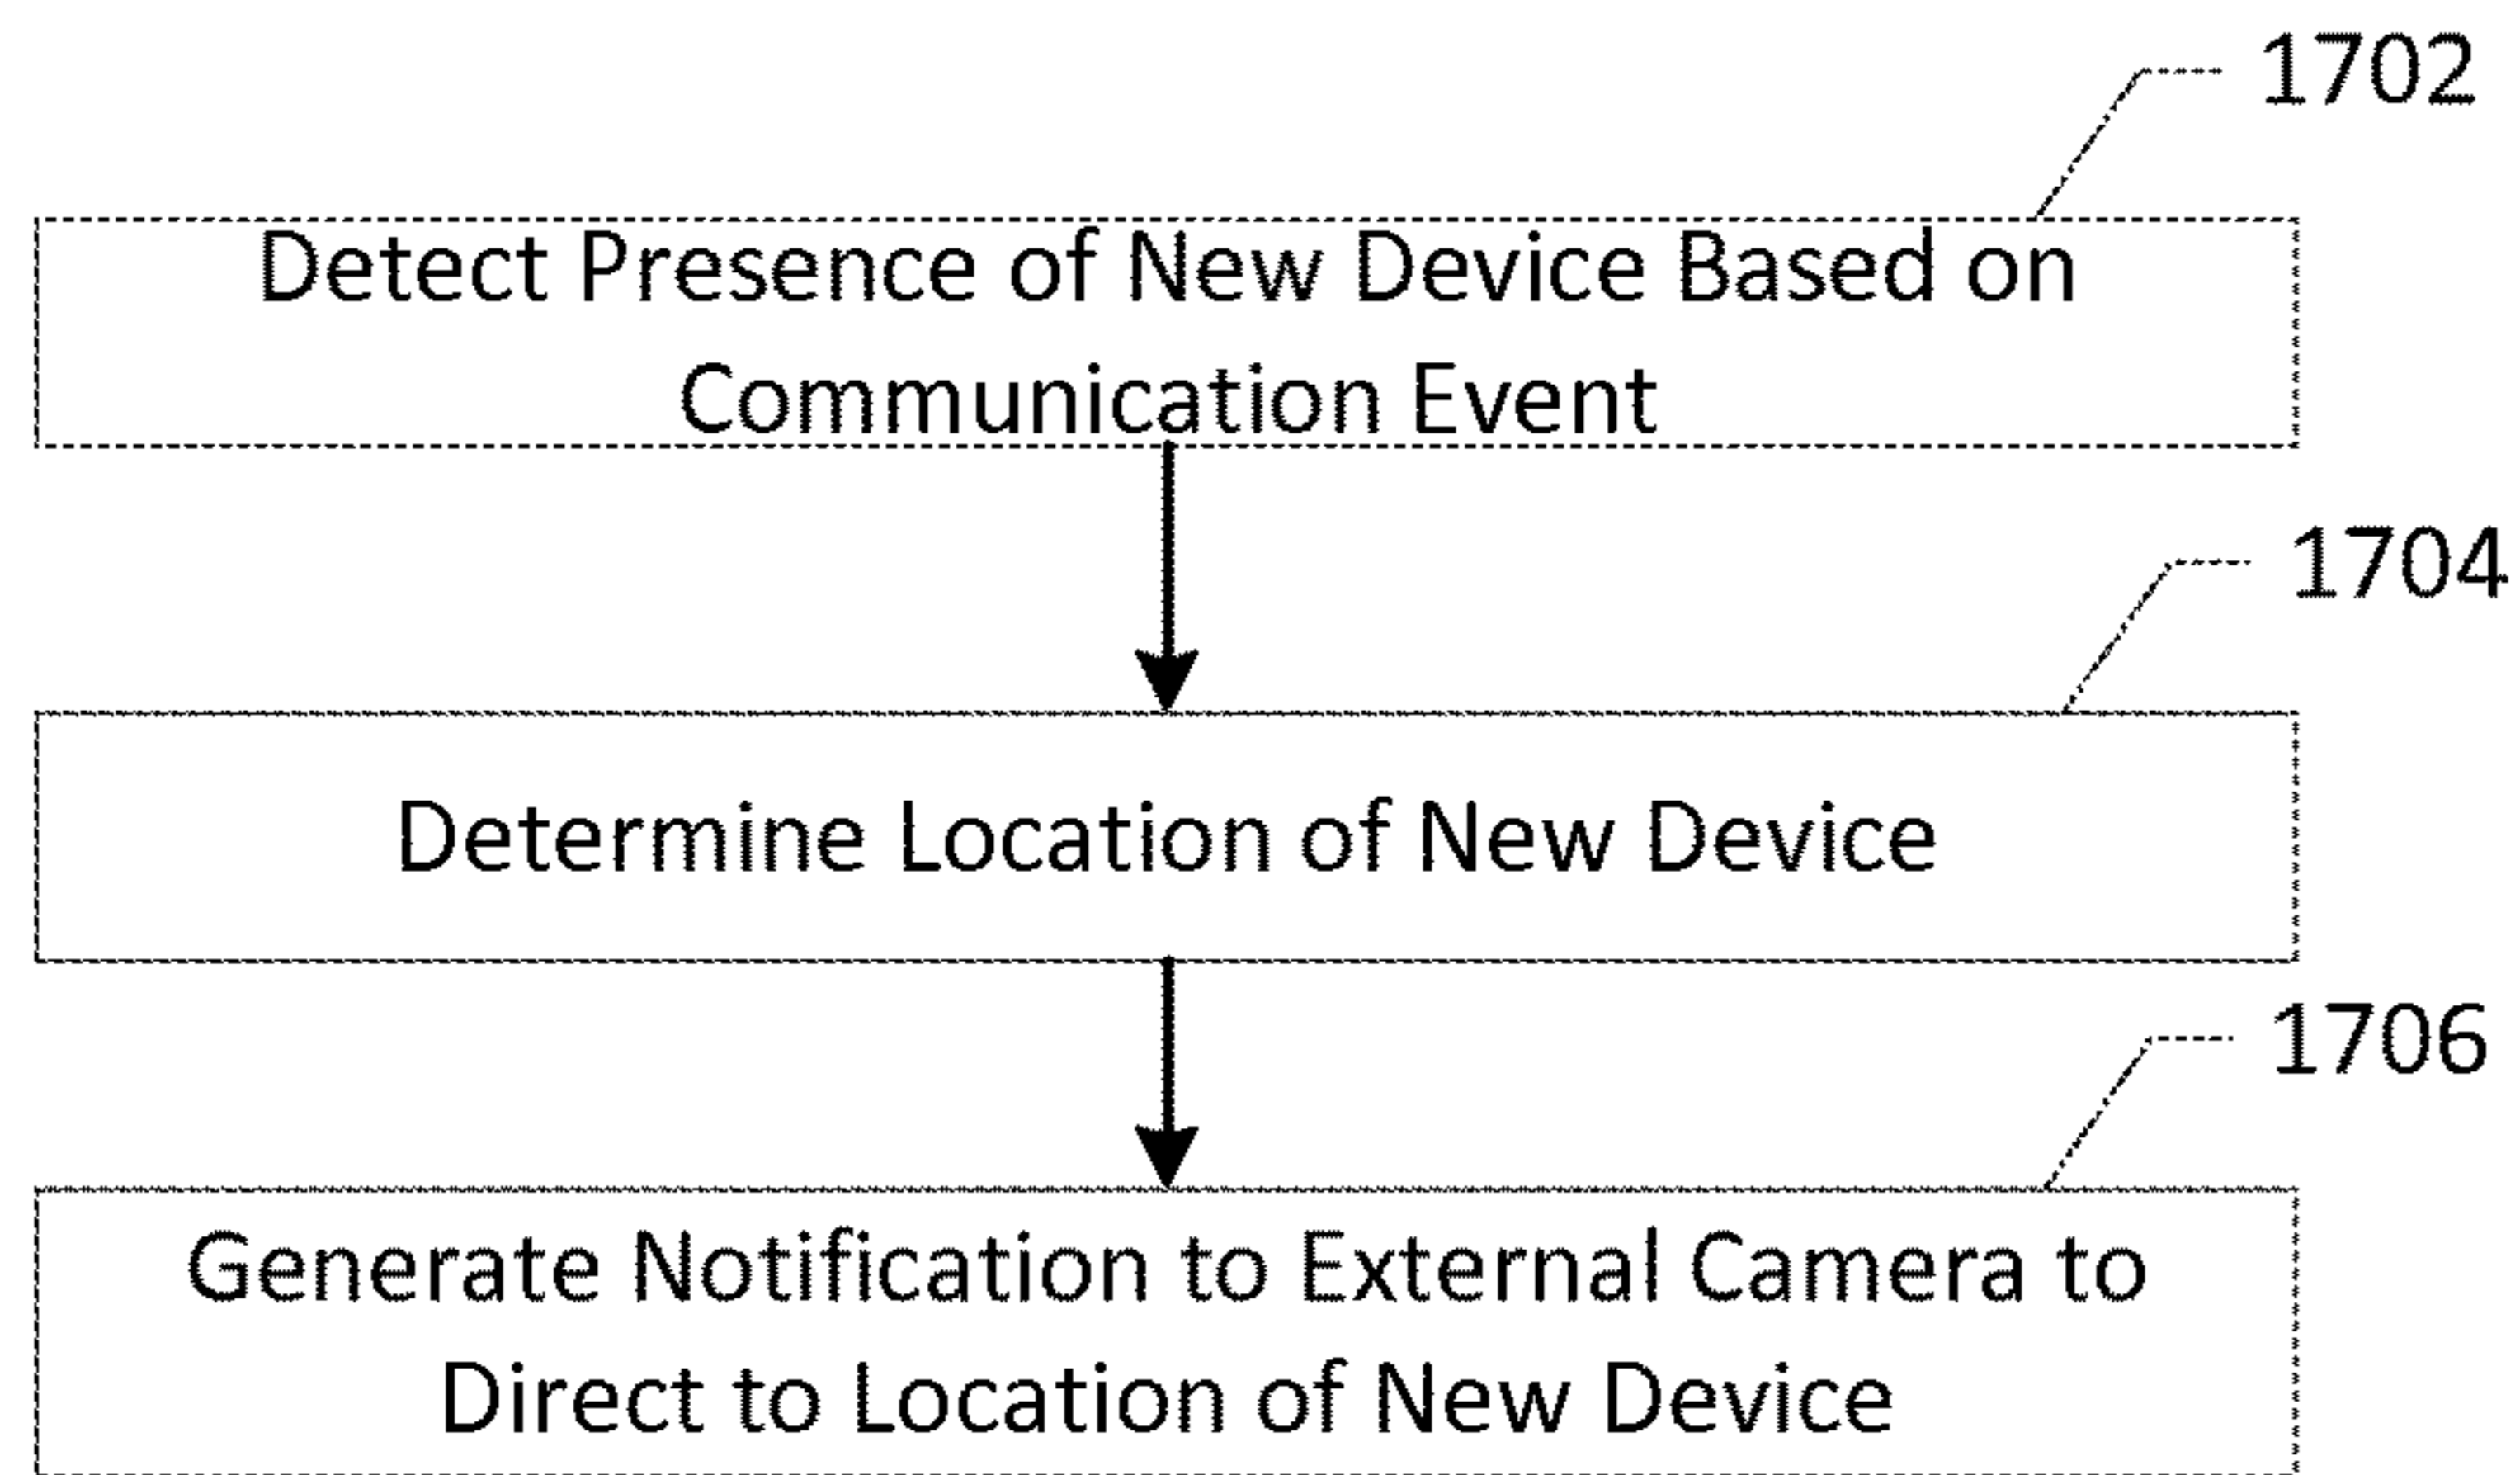 1702
Detect Presence of New Device Based on
Communication Event
1704
Determine Location of New Device
1706
Generate Notification to External Camera to
Direct to Location of New Device